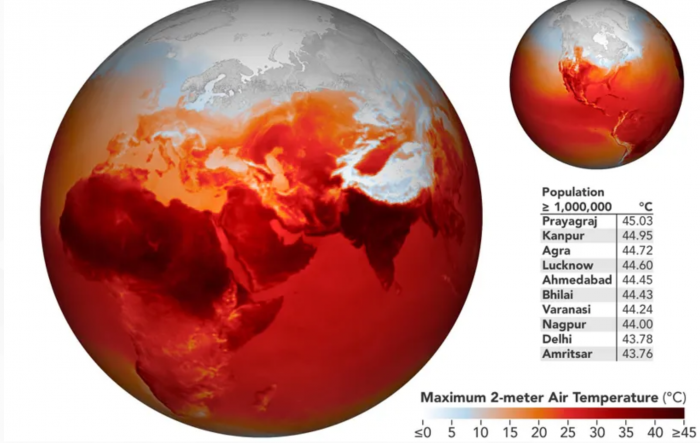 Population
≥ 1,000,000 °C
Prayagraj 45.03
Kanpur 44.95
Agra 44.72
Lucknow 44.60
Ahmedabad 44.45
Bhilai 44.43
Varanasi 44.24
Nagpur 44.00
Delhi 43.78
Amritsar 43.76
Maximum 2-meter Air Temperature (°C)
≤0 5 10 15 20 25 30 35 40 ≥45